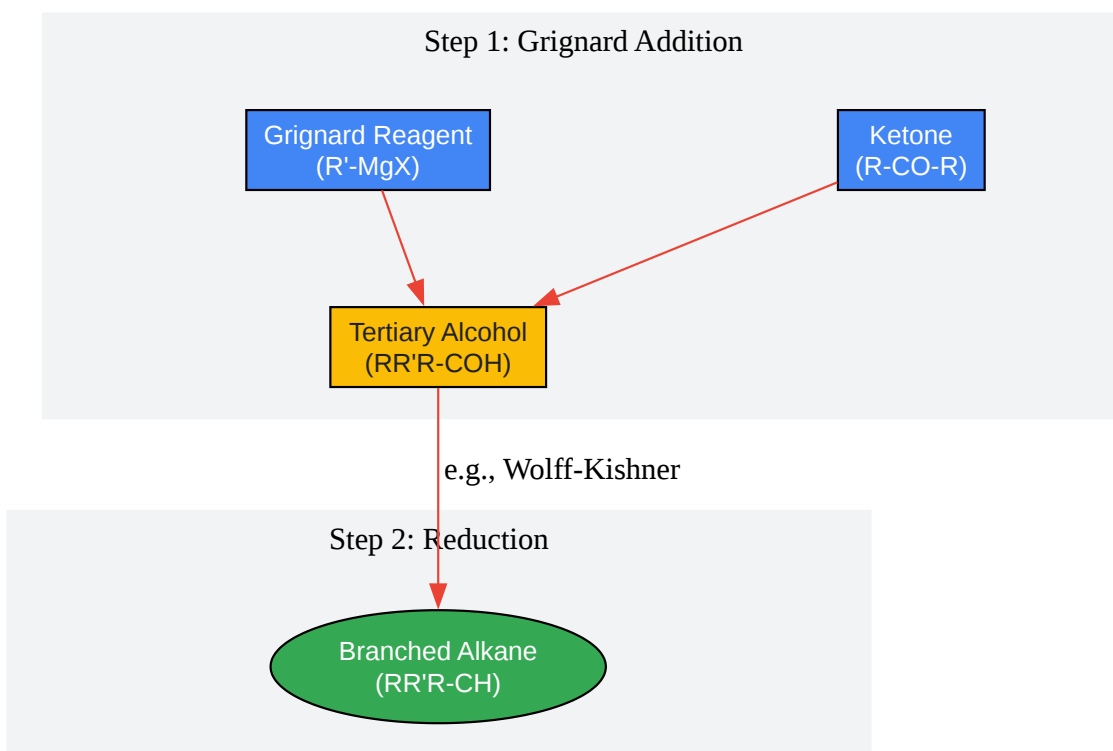 Step 1: Grignard Addition
Grignard Reagent
(R'-MgX)
Ketone
(R-CO-R)
Tertiary Alcohol
(RR'R-COH)
e.g., Wolff-Kishner
Step 2: Reduction
Branched Alkane
(RR'R-CH)